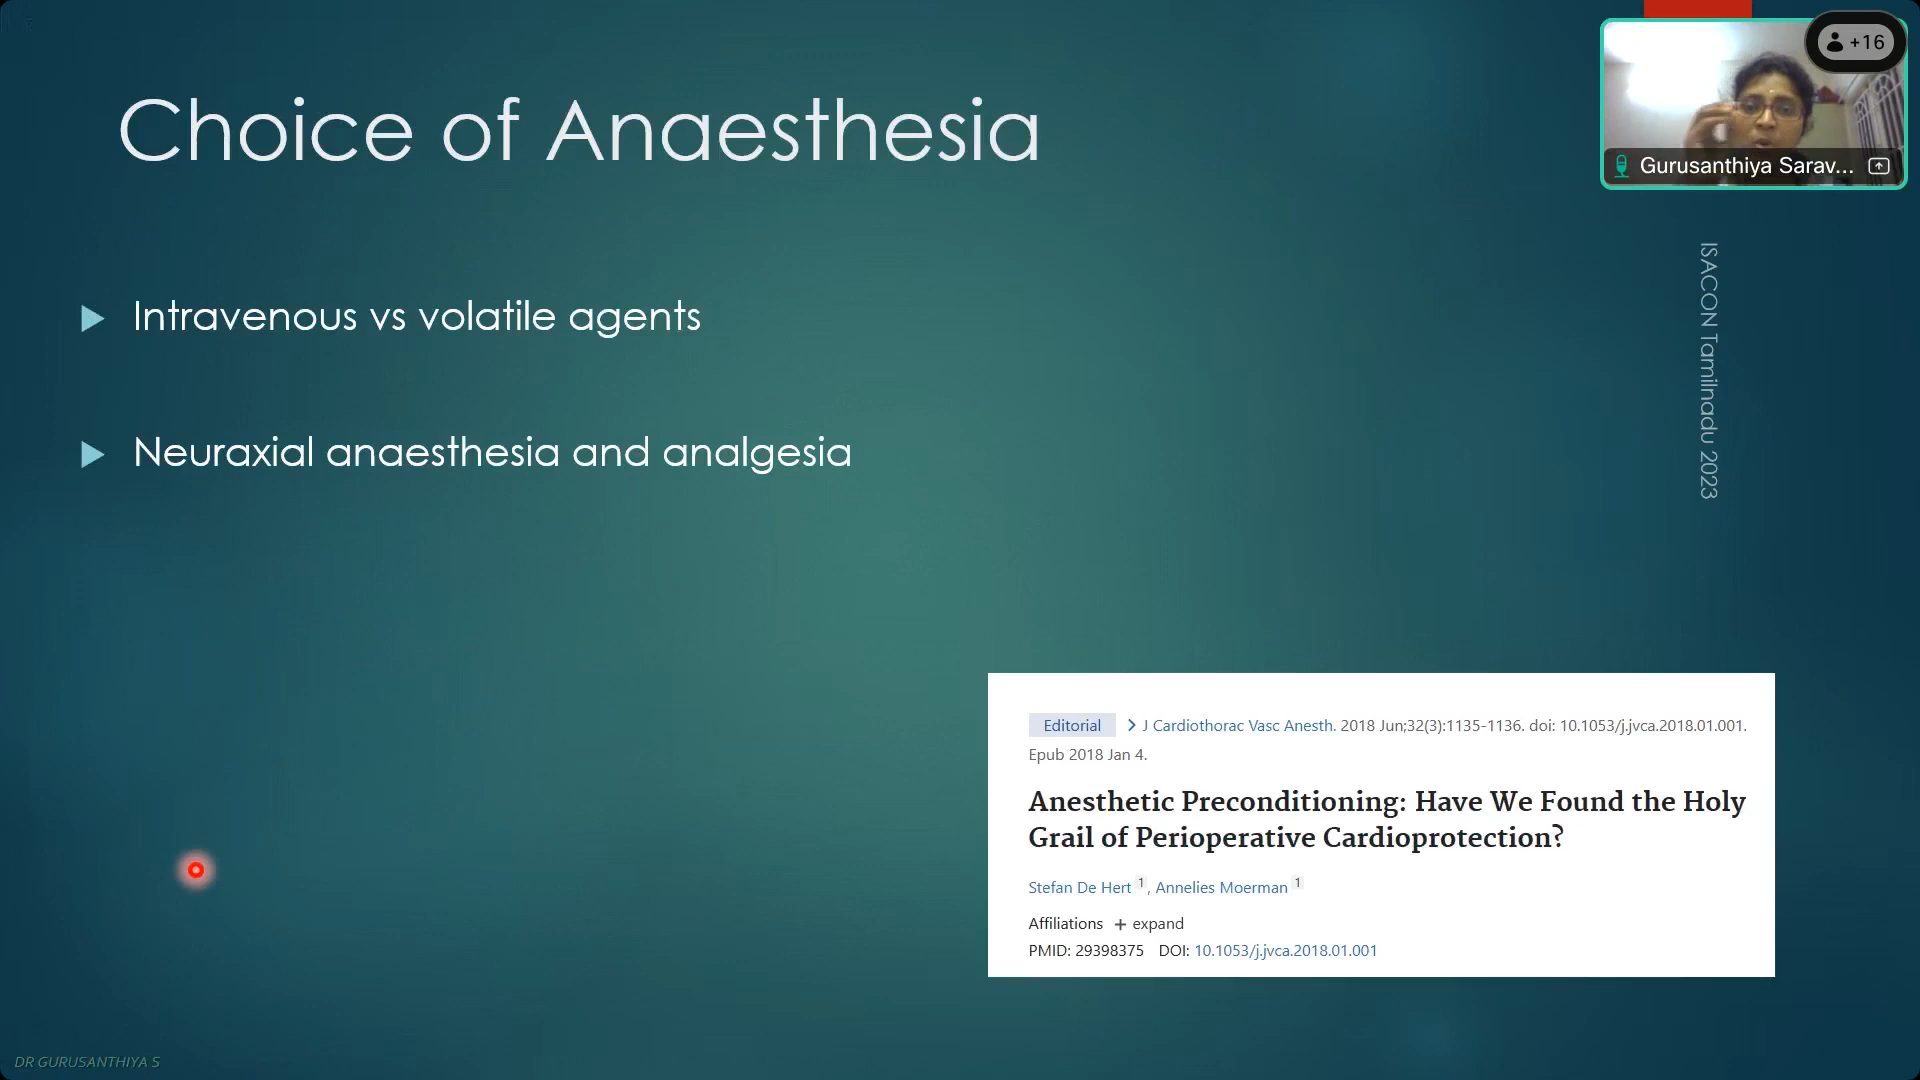 Choice of Anaesthesia
+16
Gurusanthiya Sarav...
Intravenous vs volatile agents
Neuraxial anaesthesia and analgesia
ISACON Tamilnadu 2023
Editorial > J Cardiothorac Vasc Anesth. 2018 Jun;32(3):1135-1136. doi: 10.1053/j.jvca.2018.01.001.
Epub 2018 Jan 4.
Anesthetic Preconditioning: Have We Found the Holy
Grail of Perioperative Cardioprotection?
Stefan De Hert 1, Annelies Moerman 1
Affiliations + expand
PMID: 29398375 DOI: 10.1053/j.jvca.2018.01.001
DR GURUSANTHIYA S